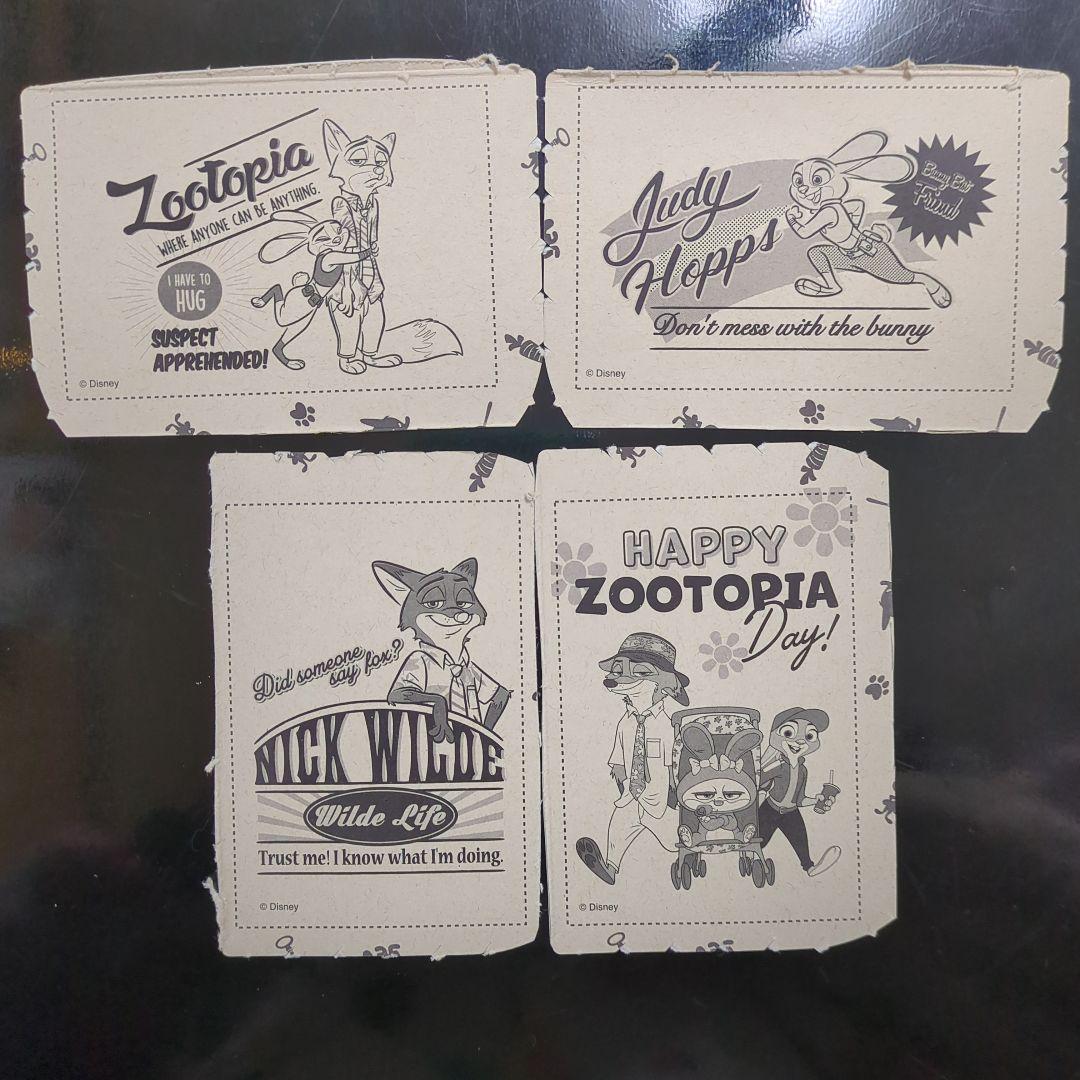 Zootopia
WHERE ANYONE CAN BE ANYTHING.
I HAVE TO
HUG
SUSPECT
APPREHENDED!
© Disney
Judy
Hopps
Bunny But
Friend
Don't mess with the bunny
© Disney
Did someone
say fox?
NICK WILDE
Wilde Life
Trust me! I know what I'm doing.
© Disney
HAPPY
ZOOTOPIA
Day!
© Disney